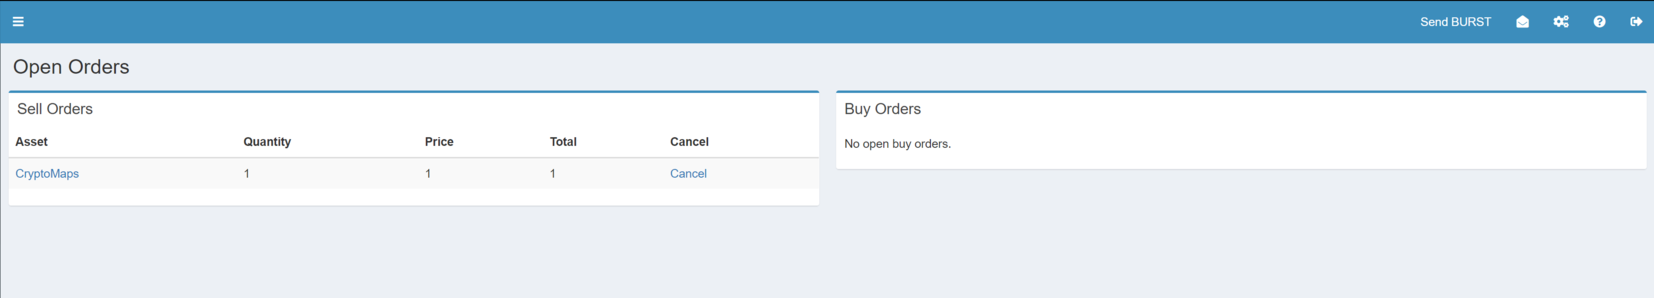 Send BURST
Open Orders
Sell Orders
Asset Quantity Price Total Cancel
CryptoMaps 1 1 1 Cancel
Buy Orders
No open buy orders.